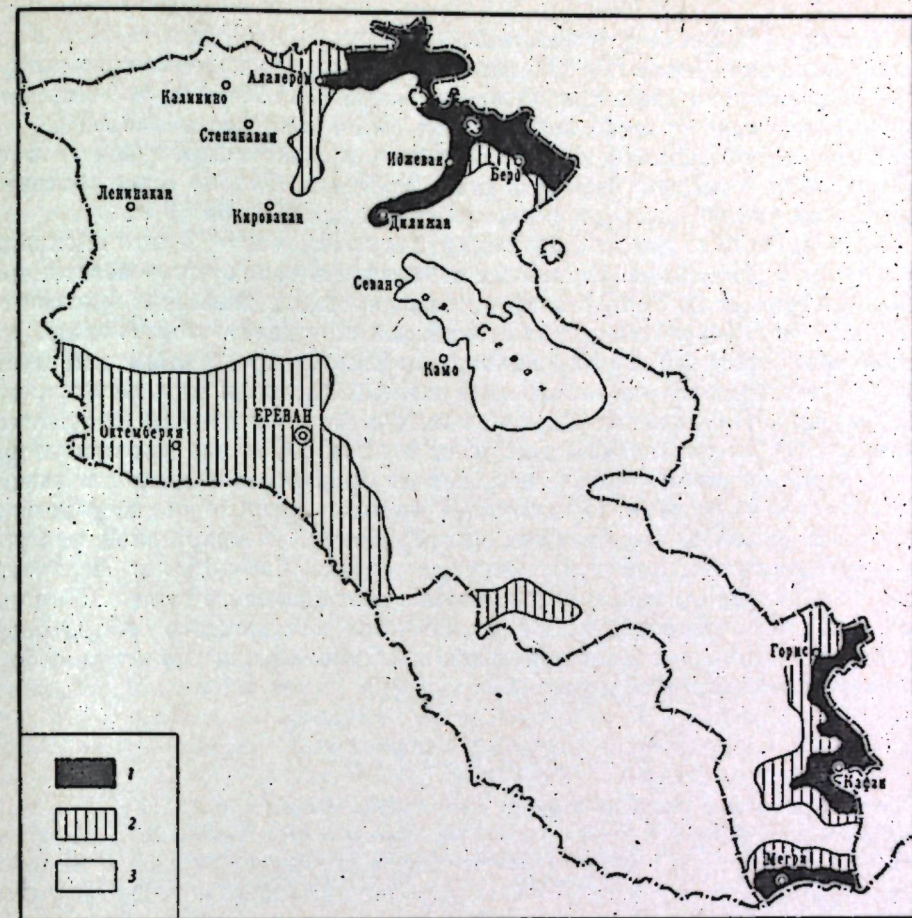 Алаверди
Калинино
Степанаван
Иджеван
Берд
Ленинакан
Кировакан
Дилижан
Севан
оз. Севан
Камо
Октемберян
ЕРЕВАН
Горис
Кафан
Мегри
1
2
3